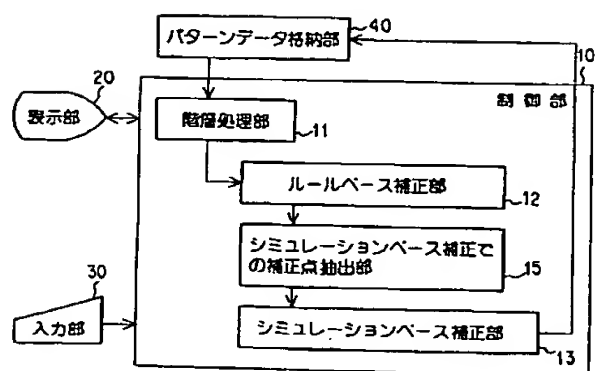 パターンデータ格納部
40
10
制御部
20
表示部
階層処理部
11
ルールベース補正部
12
シミュレーションベース補正で
の補正点抽出部
15
30
入力部
シミュレーションベース補正部
13